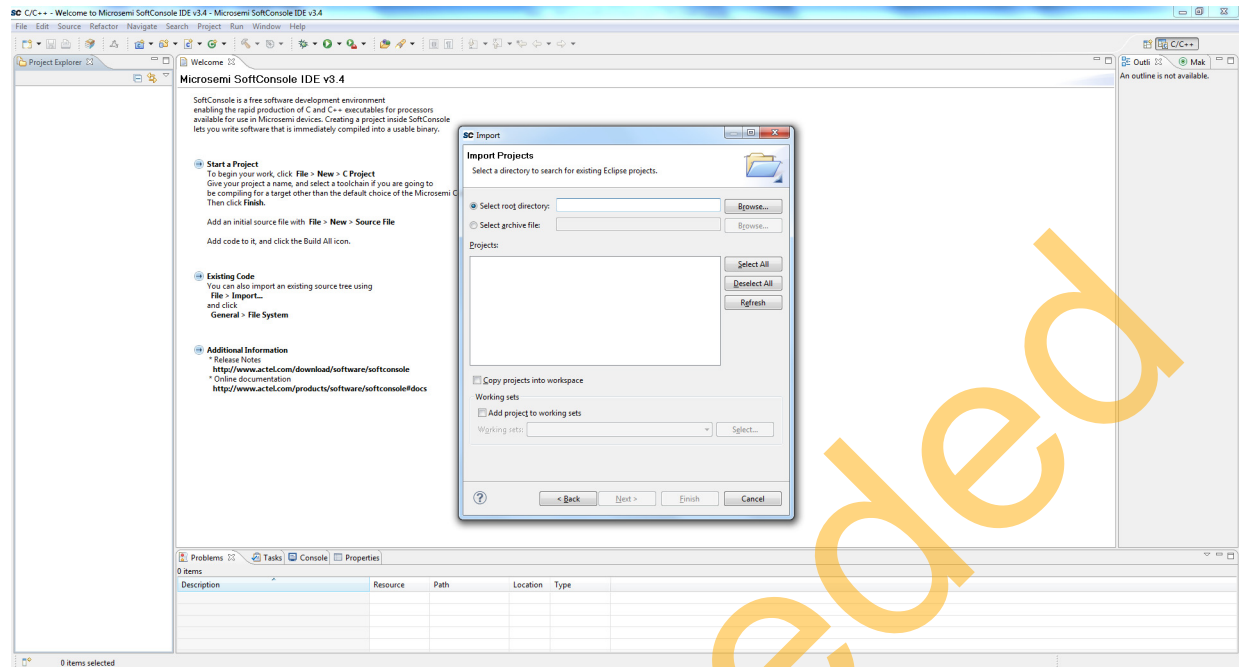 SC C/C++ - Welcome to Microsemi SoftConsole IDE v3.4 - Microsemi SoftConsole IDE v3.4
File Edit Source Refactor Navigate Search Project Run Window Help
C/C++
Project Explorer
Welcome
Outli
Mak
Microsemi SoftConsole IDE v3.4
An outline is not available.
SoftConsole is a free software development environment
enabling the rapid production of C and C++ executables for processors
available for use in Microsemi devices. Creating a project inside SoftConsole
lets you write software that is immediately compiled into a usable binary.
Start a Project
To begin your work, click File > New > C Project
Give your project a name, and select a toolchain if you are going to
be compiling for a target other than the default choice of the Microsemi C
Then click Finish.
Add an initial source file with File > New > Source File
Add code to it, and click the Build All icon.
Existing Code
You can also import an existing source tree using
File > Import...
and click
General > File System
Additional Information
* Release Notes
http://www.actel.com/download/software/softconsole
* Online documentation
http://www.actel.com/products/software/softconsole#docs
SC Import
Import Projects
Select a directory to search for existing Eclipse projects.
Select root directory:
Browse...
Select archive file:
Browse...
Projects:
Select All
Deselect All
Refresh
Copy projects into workspace
Working sets
Add project to working sets
Working sets:
Select...
?
< Back
Next >
Finish
Cancel
Problems
Tasks
Console
Properties
0 items
Description Resource Path Location Type
0 items selected
ded